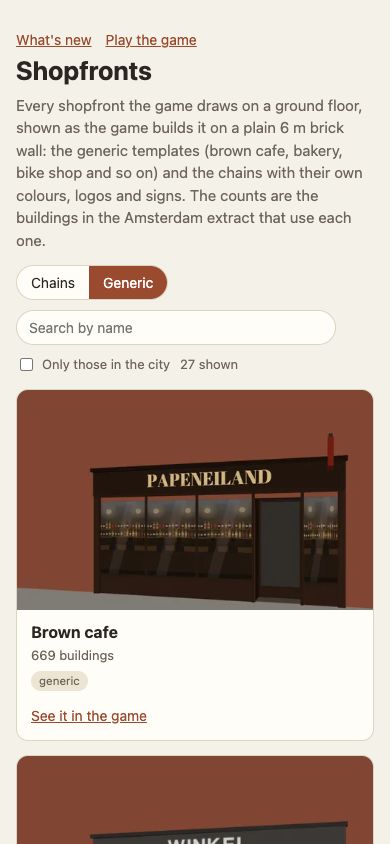 What's new Play the game
Shopfronts
Every shopfront the game draws on a ground floor,
shown as the game builds it on a plain 6 m brick
wall: the generic templates (brown cafe, bakery,
bike shop and so on) and the chains with their own
colours, logos and signs. The counts are the
buildings in the Amsterdam extract that use each
one.
Chains Generic
Search by name
Only those in the city 27 shown
PAPENEILAND
Brown cafe
669 buildings
generic
See it in the game
WINKEL